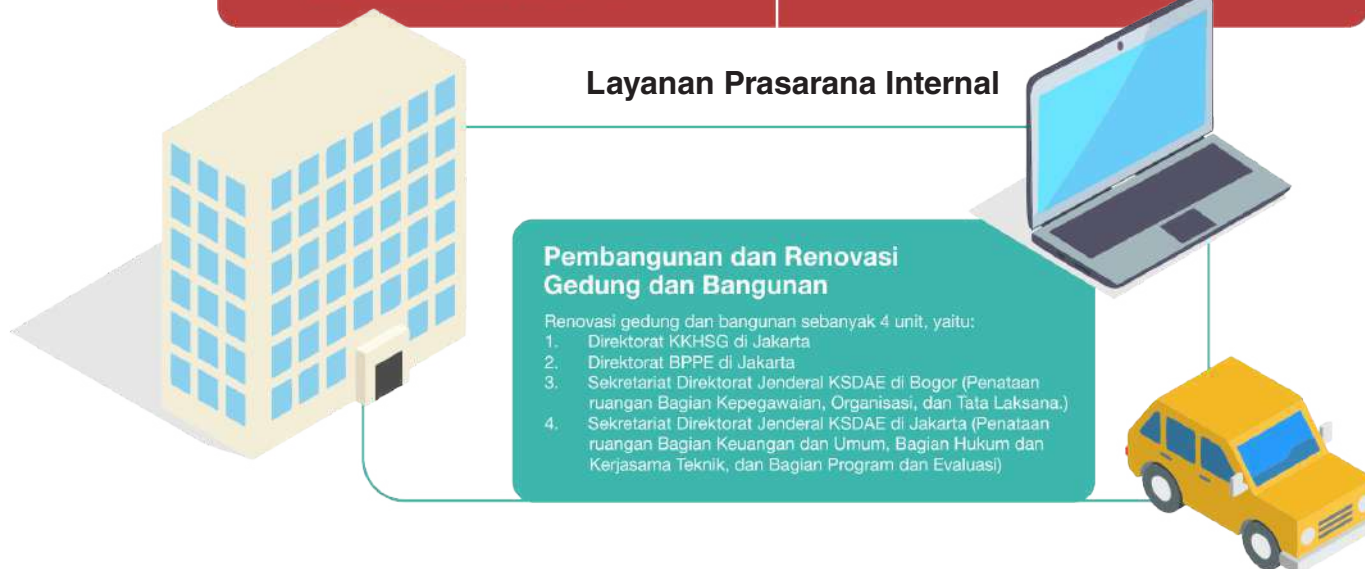 Layanan Prasarana Internal
Pembangunan dan Renovasi
Gedung dan Bangunan
Renovasi gedung dan bangunan sebanyak 4 unit, yaitu:
1. Direktorat KKHSG di Jakarta
2. Direktorat BPPE di Jakarta
3. Sekretariat Direktorat Jenderal KSDAE di Bogor (Penataan
ruangan Bagian Kepegawaian, Organisasi, dan Tata Laksana.)
4. Sekretariat Direktorat Jenderal KSDAE di Jakarta (Penataan
ruangan Bagian Keuangan dan Umum, Bagian Hukum dan
Kerjasama Teknik, dan Bagian Program dan Evaluasi)